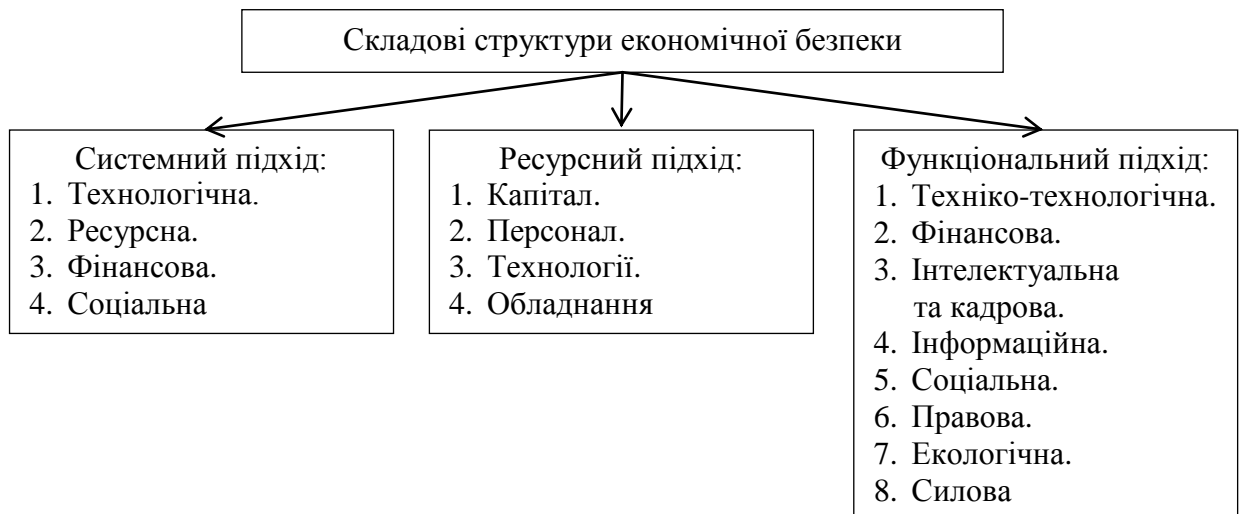 Складові структури економічної безпеки
Системний підхід:
1. Технологічна.
2. Ресурсна.
3. Фінансова.
4. Соціальна
Ресурсний підхід:
1. Капітал.
2. Персонал.
3. Технології.
4. Обладнання
Функціональний підхід:
1. Техніко-технологічна.
2. Фінансова.
3. Інтелектуальна
та кадрова.
4. Інформаційна.
5. Соціальна.
6. Правова.
7. Екологічна.
8. Силова